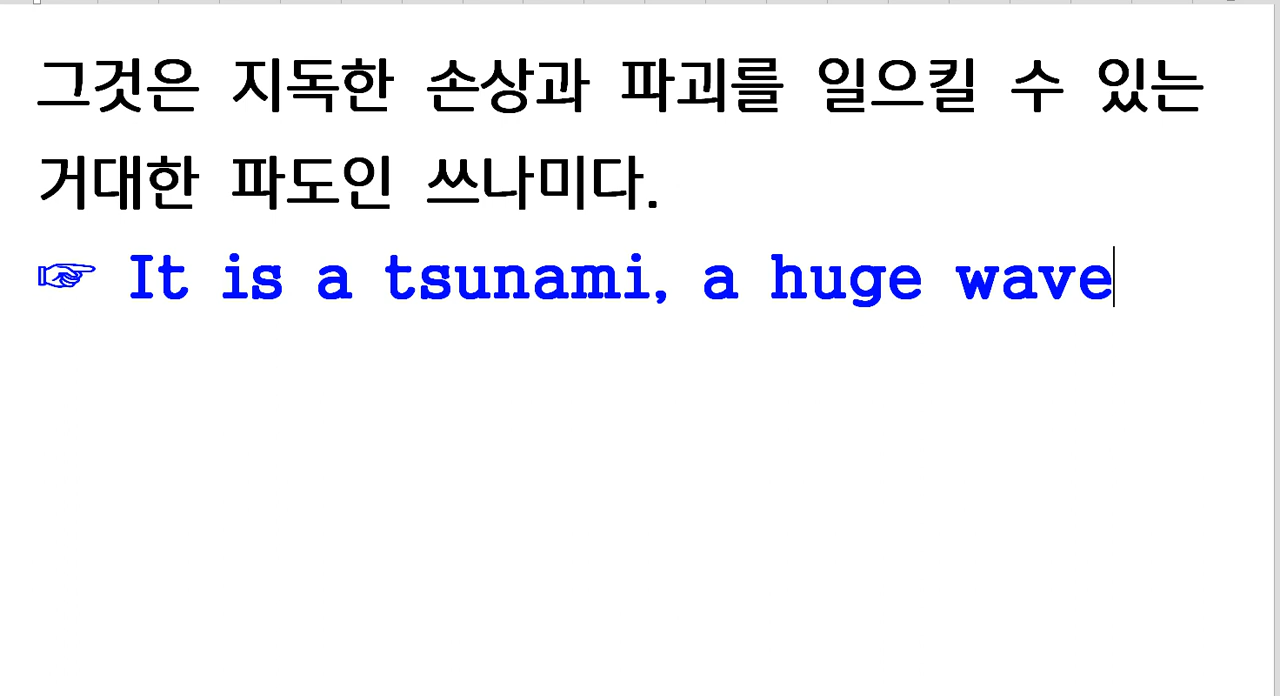 그것은 지독한 손상과 파괴를 일으킬 수 있는
거대한 파도인 쓰나미다.
☞ It is a tsunami, a huge wave